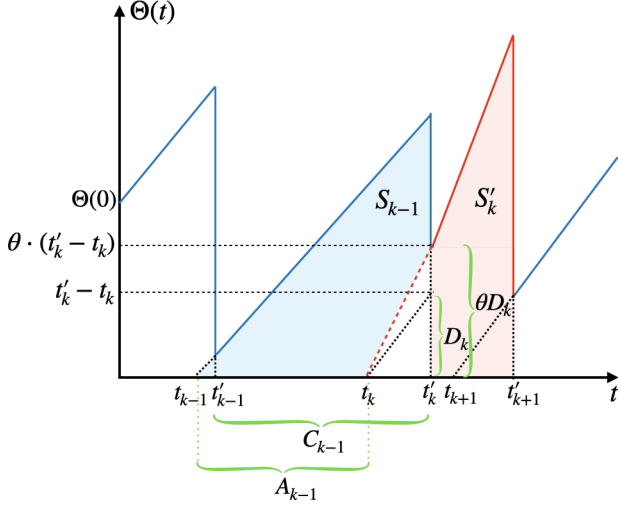 Θ(t)
Θ(0)
θ · (t′ₖ − tₖ)
t′ₖ − tₖ
Sₖ₋₁
S′ₖ
θDₖ
Dₖ
tₖ₋₁ t′ₖ₋₁ tₖ t′ₖ tₖ₊₁ t′ₖ₊₁ t
Cₖ₋₁
Aₖ₋₁